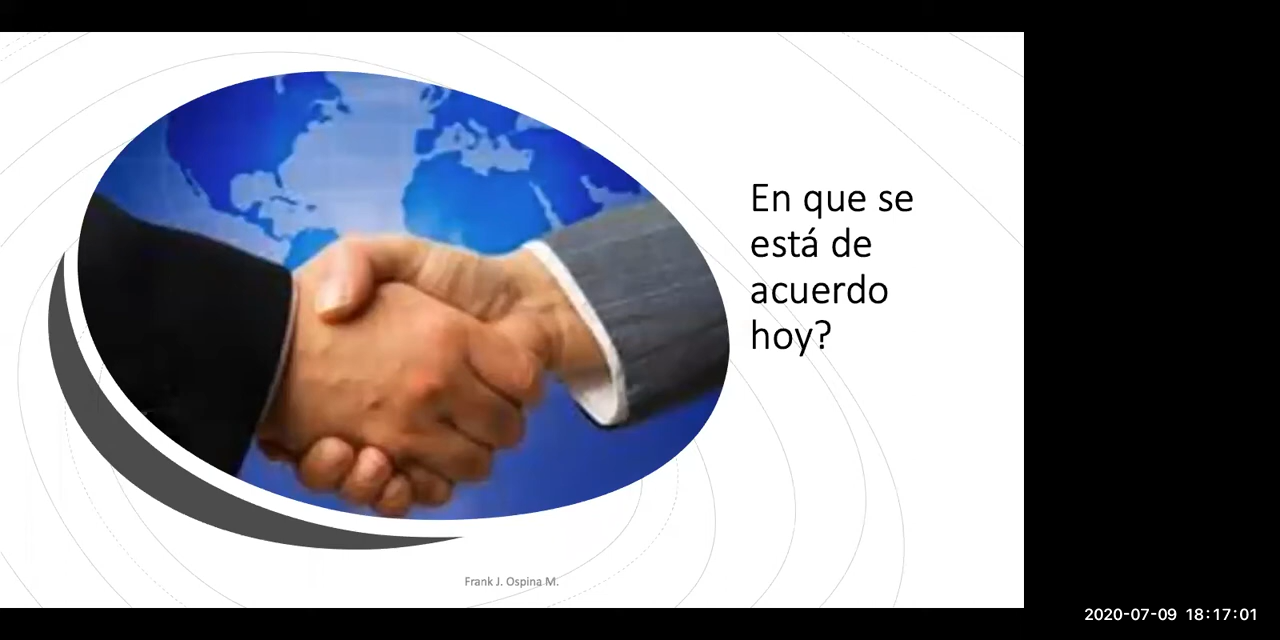 En que se
está de
acuerdo
hoy?
Frank J. Ospina M.
2020-07-09 18:17:01